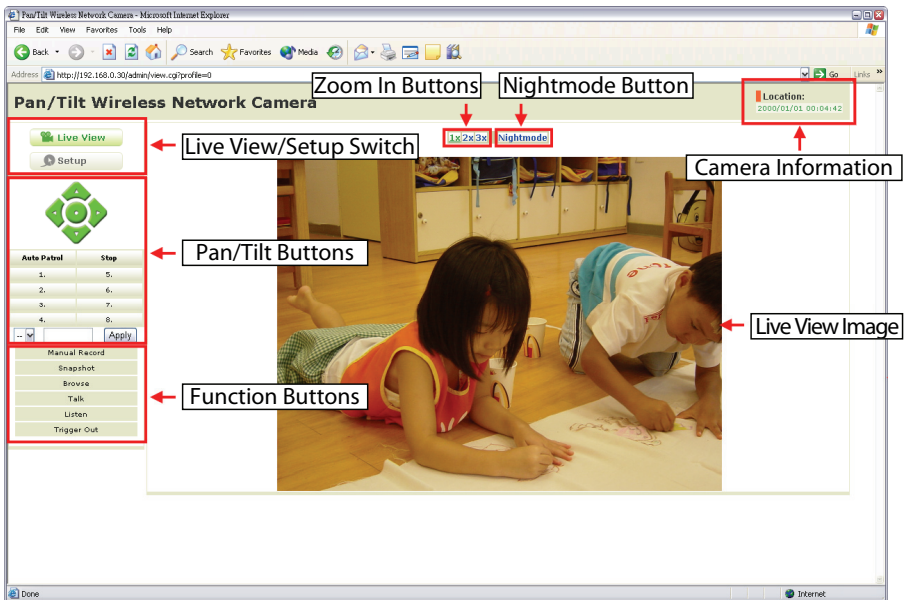 Pan/Tilt Wireless Network Camera - Microsoft Internet Explorer
File Edit View Favorites Tools Help
Back Search Favorites Media
Address http://192.168.0.30/admin/view.cgi?profile=0 Go Links »
Zoom In Buttons
Nightmode Button
Pan/Tilt Wireless Network Camera
Location:
2000/01/01 00:04:42
Live View
Setup
Live View/Setup Switch
1x 2x 3x Nightmode
Camera Information
Pan/Tilt Buttons
Auto Patrol Stop
1. 5.
2. 6.
3. 7.
4. 8.
-- Apply
Live View Image
Manual Record
Snapshot
Browse
Talk
Listen
Trigger Out
Function Buttons
Done Internet